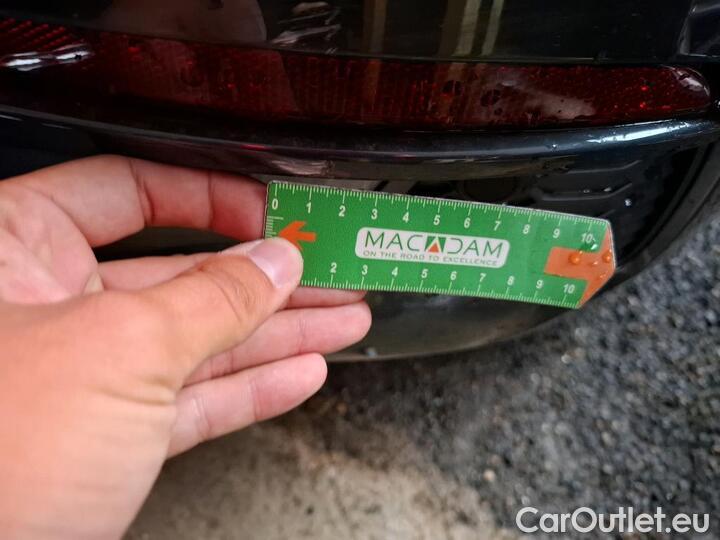 0 1 2 3 4 5 6 7 8 9 10
MACADAM
ON THE ROAD TO EXCELLENCE
2 3 4 5 6 7 8 9 10
CarOutlet.eu